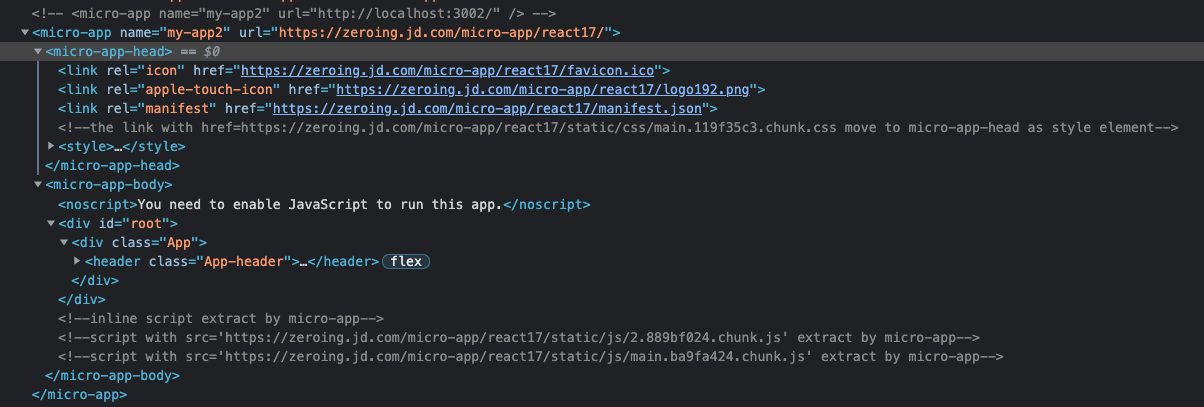 <!-- <micro-app name="my-app2" url="http://localhost:3002/" /> -->
<micro-app name="my-app2" url="https://zeroing.jd.com/micro-app/react17/">
<micro-app-head> == $0
<link rel="icon" href="https://zeroing.jd.com/micro-app/react17/favicon.ico">
<link rel="apple-touch-icon" href="https://zeroing.jd.com/micro-app/react17/logo192.png">
<link rel="manifest" href="https://zeroing.jd.com/micro-app/react17/manifest.json">
<!--the link with href=https://zeroing.jd.com/micro-app/react17/static/css/main.119f35c3.chunk.css move to micro-app-head as style element-->
<style>…</style>
</micro-app-head>
<micro-app-body>
<noscript>You need to enable JavaScript to run this app.</noscript>
<div id="root">
<div class="App">
<header class="App-header">…</header> flex
</div>
</div>
<!--inline script extract by micro-app-->
<!--script with src='https://zeroing.jd.com/micro-app/react17/static/js/2.889bf024.chunk.js' extract by micro-app-->
<!--script with src='https://zeroing.jd.com/micro-app/react17/static/js/main.ba9fa424.chunk.js' extract by micro-app-->
</micro-app-body>
</micro-app>